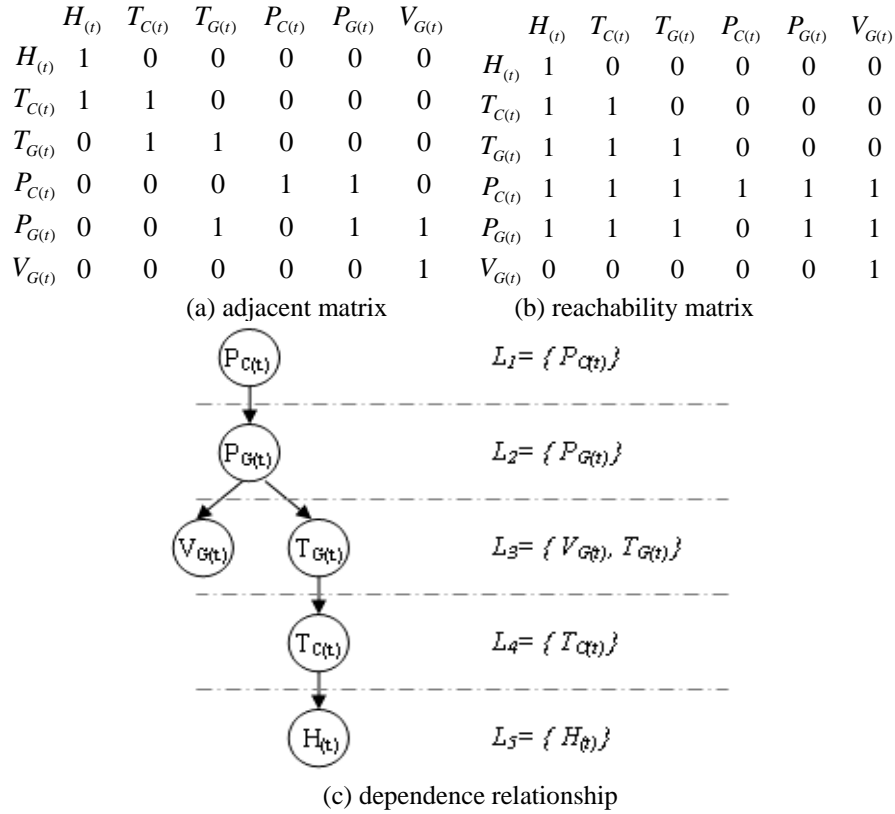 H(t) TC(t) TG(t) PC(t) PG(t) VG(t)
H(t) 1 0 0 0 0 0
TC(t) 1 1 0 0 0 0
TG(t) 0 1 1 0 0 0
PC(t) 0 0 0 1 1 0
PG(t) 0 0 1 0 1 1
VG(t) 0 0 0 0 0 1
(a) adjacent matrix
H(t) TC(t) TG(t) PC(t) PG(t) VG(t)
H(t) 1 0 0 0 0 0
TC(t) 1 1 0 0 0 0
TG(t) 1 1 1 0 0 0
PC(t) 1 1 1 1 1 1
PG(t) 1 1 1 0 1 1
VG(t) 0 0 0 0 0 1
(b) reachability matrix
PC(t) L1= { PC(t)}
PG(t) L2= { PG(t)}
VG(t) TG(t) L3= { VG(t), TG(t)}
TC(t) L4= { TC(t)}
H(t) L5= { H(t)}
(c) dependence relationship